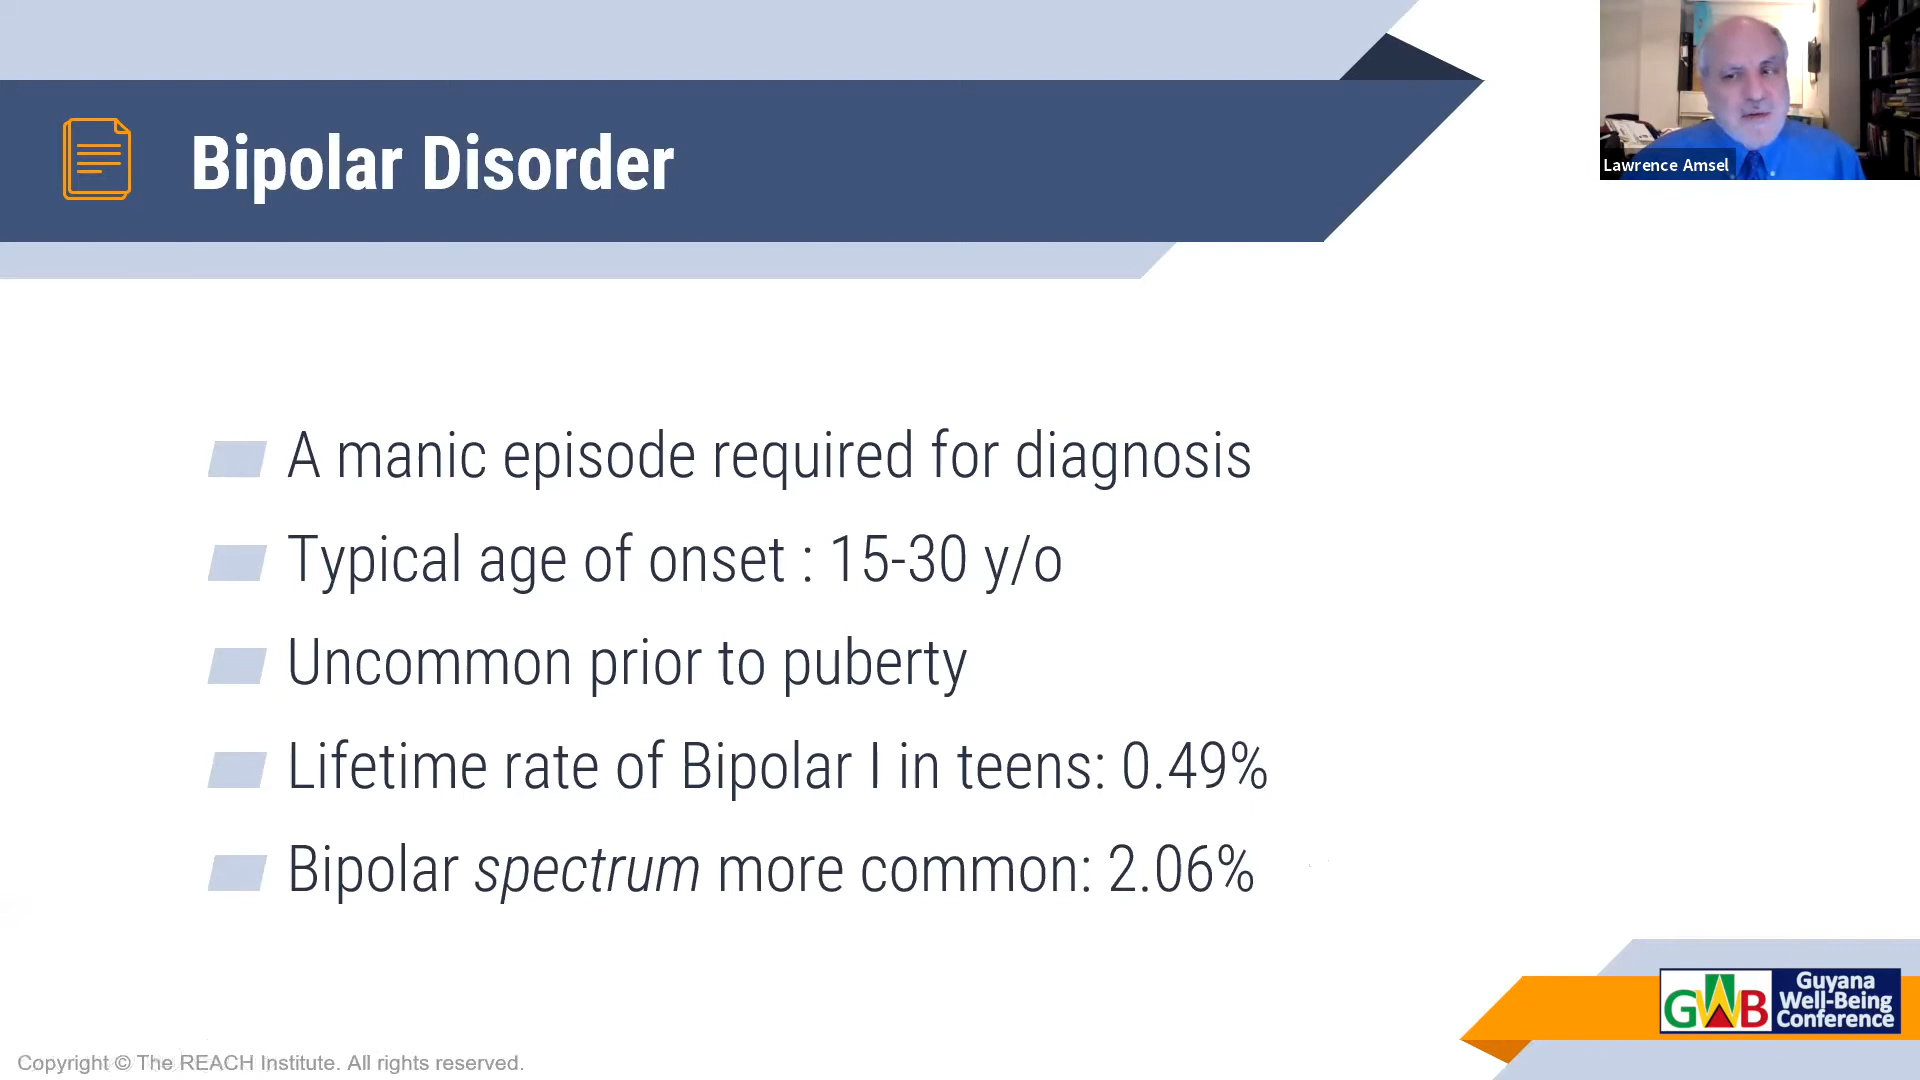 Bipolar Disorder
Lawrence Amsel
A manic episode required for diagnosis
Typical age of onset : 15-30 y/o
Uncommon prior to puberty
Lifetime rate of Bipolar I in teens: 0.49%
Bipolar spectrum more common: 2.06%
GWB
Guyana
Well-Being
Conference
Copyright © The REACH Institute. All rights reserved.